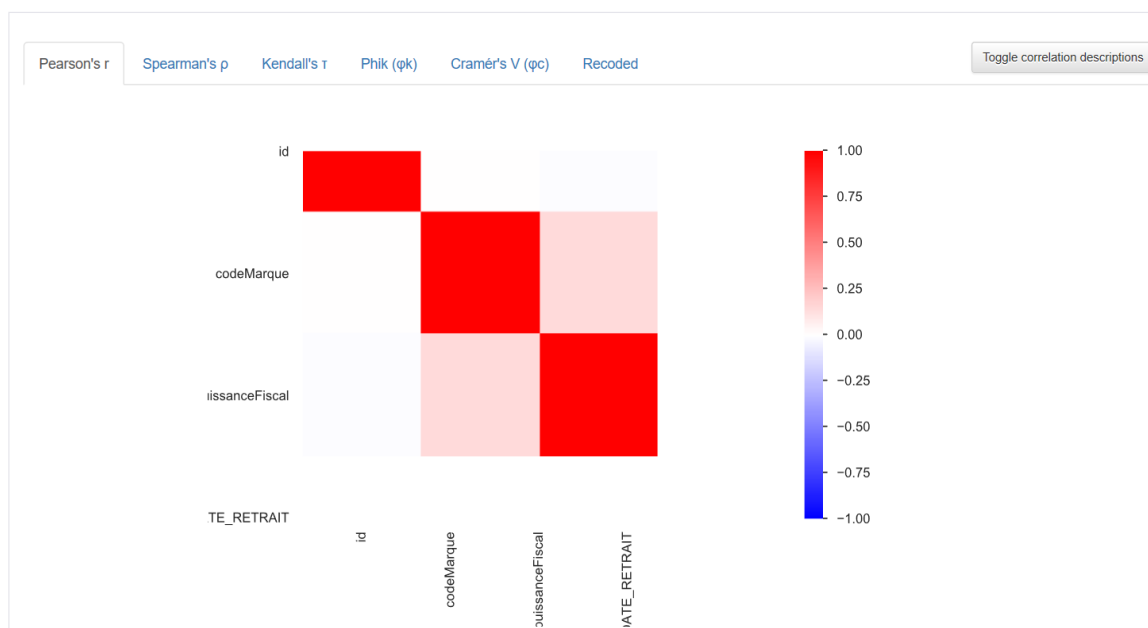 Pearson's r Spearman's ρ Kendall's τ Phik (φk) Cramér's V (φc) Recoded Toggle correlation descriptions
id
codeMarque
uissanceFiscal
TE_RETRAIT
id
codeMarque
ouissanceFiscal
DATE_RETRAIT
1.00
0.75
0.50
0.25
0.00
−0.25
−0.50
−0.75
−1.00